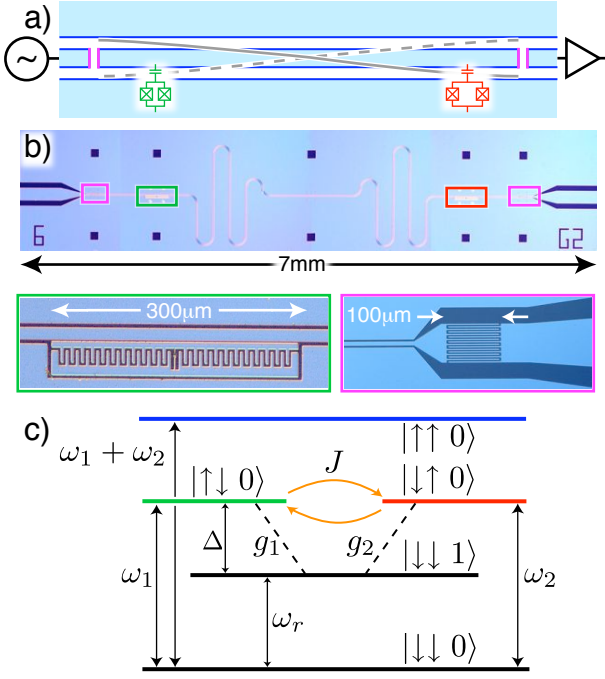 a)
~
b)
6
G2
7mm
300μm
100μm
c)
ω₁ + ω₂
|↑↑ 0⟩
|↑↓ 0⟩
J
|↓↑ 0⟩
Δ
g₁
g₂
|↓↓ 1⟩
ω₁
ω₂
ωᵣ
|↓↓ 0⟩